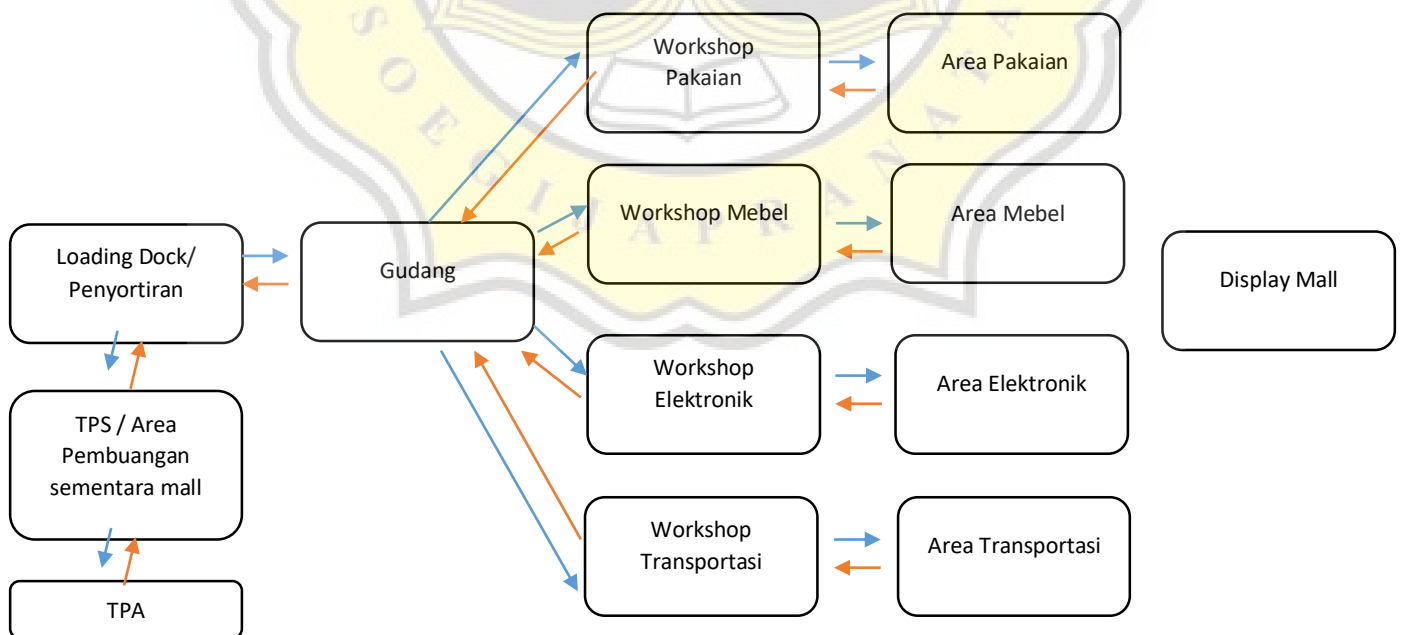 Workshop
Pakaian
Area Pakaian
Workshop Mebel
Area Mebel
Loading Dock/
Penyortiran
Gudang
Display Mall
Workshop
Elektronik
Area Elektronik
TPS / Area
Pembuangan
sementara mall
Workshop
Transportasi
Area Transportasi
TPA
SOEGIJAPRANATA